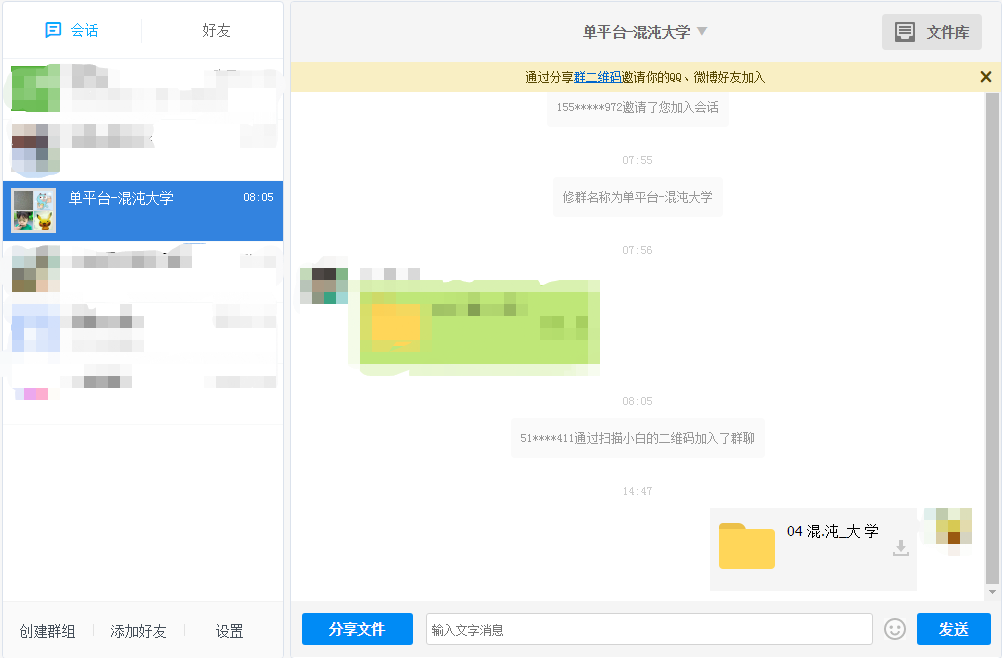 会话
好友
单平台-混沌大学
08:05
创建群组
添加好友
设置
单平台-混沌大学
文件库
通过分享群二维码邀请你的QQ、微博好友加入
155*****972邀请了您加入会话
07:55
修群名称为单平台-混沌大学
07:56
08:05
51****411通过扫描小白的二维码加入了群聊
14:47
04 混.沌_大 学
分享文件
输入文字消息
发送